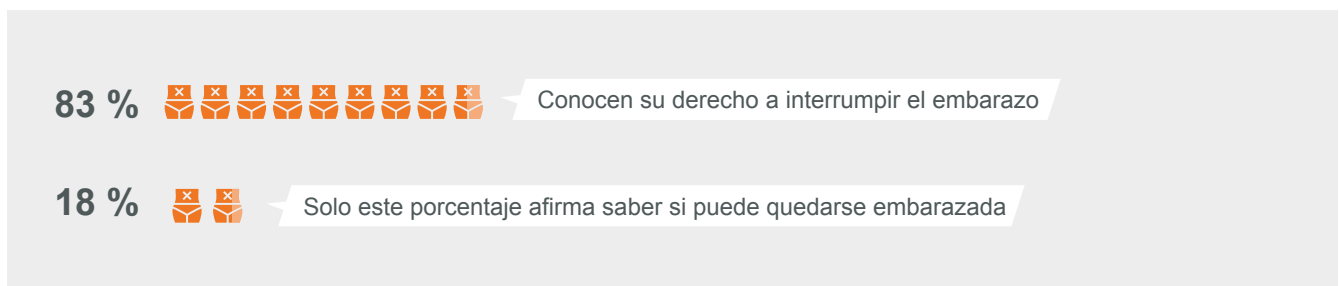 83 % Conocen su derecho a interrumpir el embarazo
18 % Solo este porcentaje afirma saber si puede quedarse embarazada